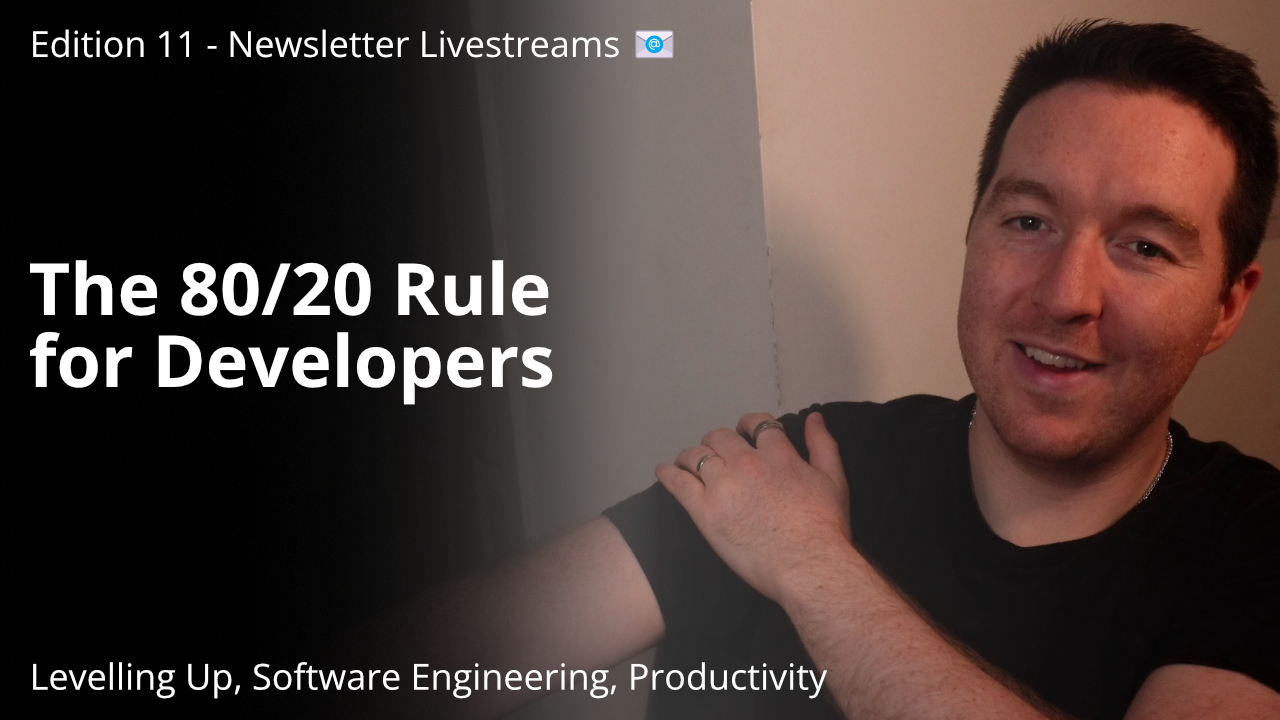 Edition 11 - Newsletter Livestreams 📧
The 80/20 Rule
for Developers
Levelling Up, Software Engineering, Productivity